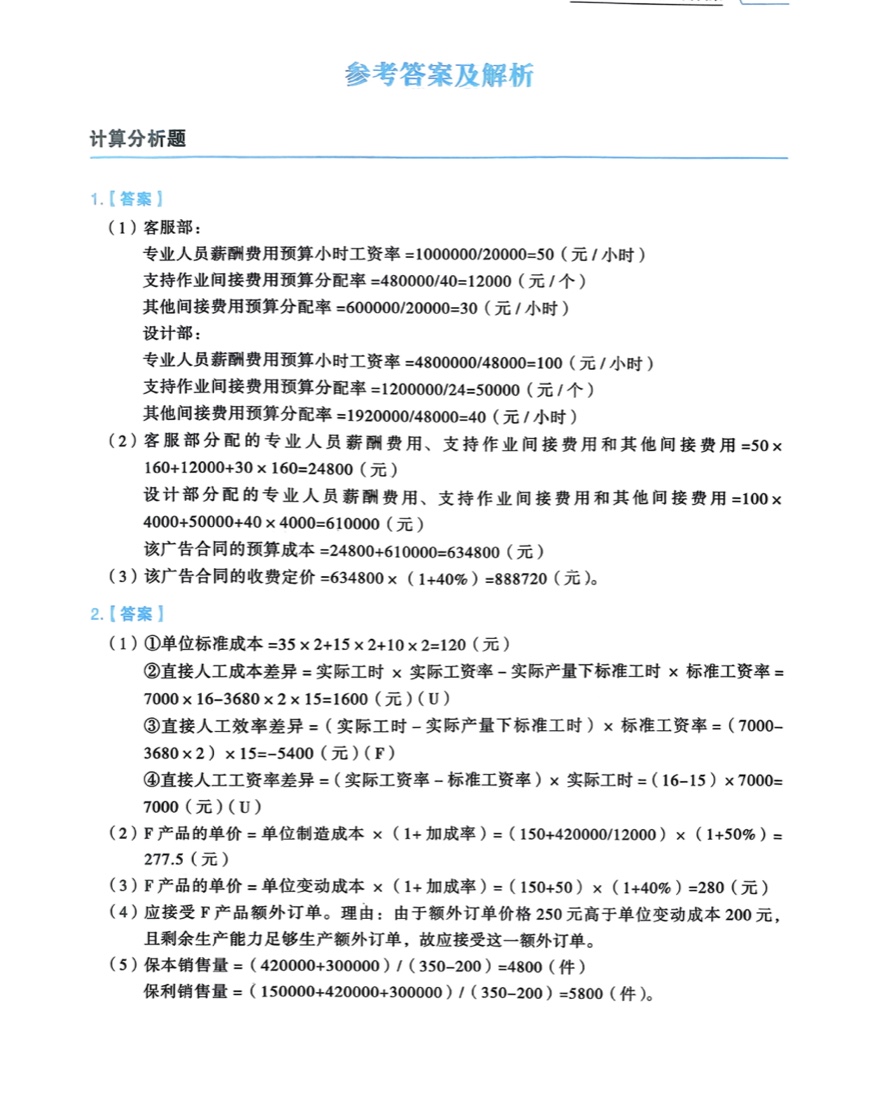 参考答案及解析
计算分析题
1.【答案】
（1）客服部：
专业人员薪酬费用预算小时工资率 =1000000/20000=50（元 / 小时）
支持作业间接费用预算分配率 =480000/40=12000（元 / 个）
其他间接费用预算分配率 =600000/20000=30（元 / 小时）
设计部：
专业人员薪酬费用预算小时工资率 =4800000/48000=100（元 / 小时）
支持作业间接费用预算分配率 =1200000/24=50000（元 / 个）
其他间接费用预算分配率 =1920000/48000=40（元 / 小时）
（2）客服部分配的专业人员薪酬费用、支持作业间接费用和其他间接费用 =50 ×
160+12000+30 × 160=24800（元）
设计部分配的专业人员薪酬费用、支持作业间接费用和其他间接费用 =100 ×
4000+50000+40 × 4000=610000（元）
该广告合同的预算成本 =24800+610000=634800（元）
（3）该广告合同的收费定价 =634800 ×（1+40%）=888720（元）。
2.【答案】
（1）①单位标准成本 =35 × 2+15 × 2+10 × 2=120（元）
②直接人工成本差异 = 实际工时 × 实际工资率 – 实际产量下标准工时 × 标准工资率 =
7000 × 16–3680 × 2 × 15=1600（元）（U）
③直接人工效率差异 =（实际工时 – 实际产量下标准工时）× 标准工资率 =（7000–
3680 × 2）× 15=–5400（元）（F）
④直接人工工资率差异 =（实际工资率 – 标准工资率）× 实际工时 =（16–15）× 7000=
7000（元）（U）
（2）F 产品的单价 = 单位制造成本 ×（1+ 加成率）=（150+420000/12000）×（1+50%）=
277.5（元）
（3）F 产品的单价 = 单位变动成本 ×（1+ 加成率）=（150+50）×（1+40%）=280（元）
（4）应接受 F 产品额外订单。理由：由于额外订单价格 250 元高于单位变动成本 200 元，
且剩余生产能力足够生产额外订单，故应接受这一额外订单。
（5）保本销售量 =（420000+300000）/（350–200）=4800（件）
保利销售量 =（150000+420000+300000）/（350–200）=5800（件）。